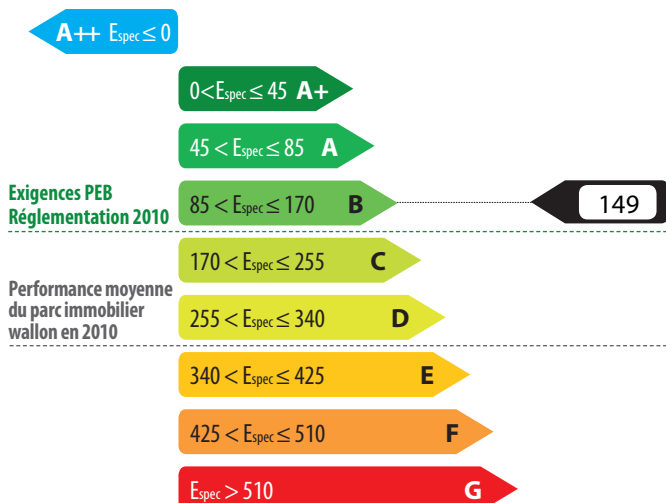 A++ Espec ≤ 0
0<Espec ≤ 45 A+
45 < Espec ≤ 85 A
Exigences PEB
Réglementation 2010
85 < Espec ≤ 170 B
149
170 < Espec ≤ 255 C
Performance moyenne
du parc immobilier
wallon en 2010
255 < Espec ≤ 340 D
340 < Espec ≤ 425 E
425 < Espec ≤ 510 F
Espec > 510 G